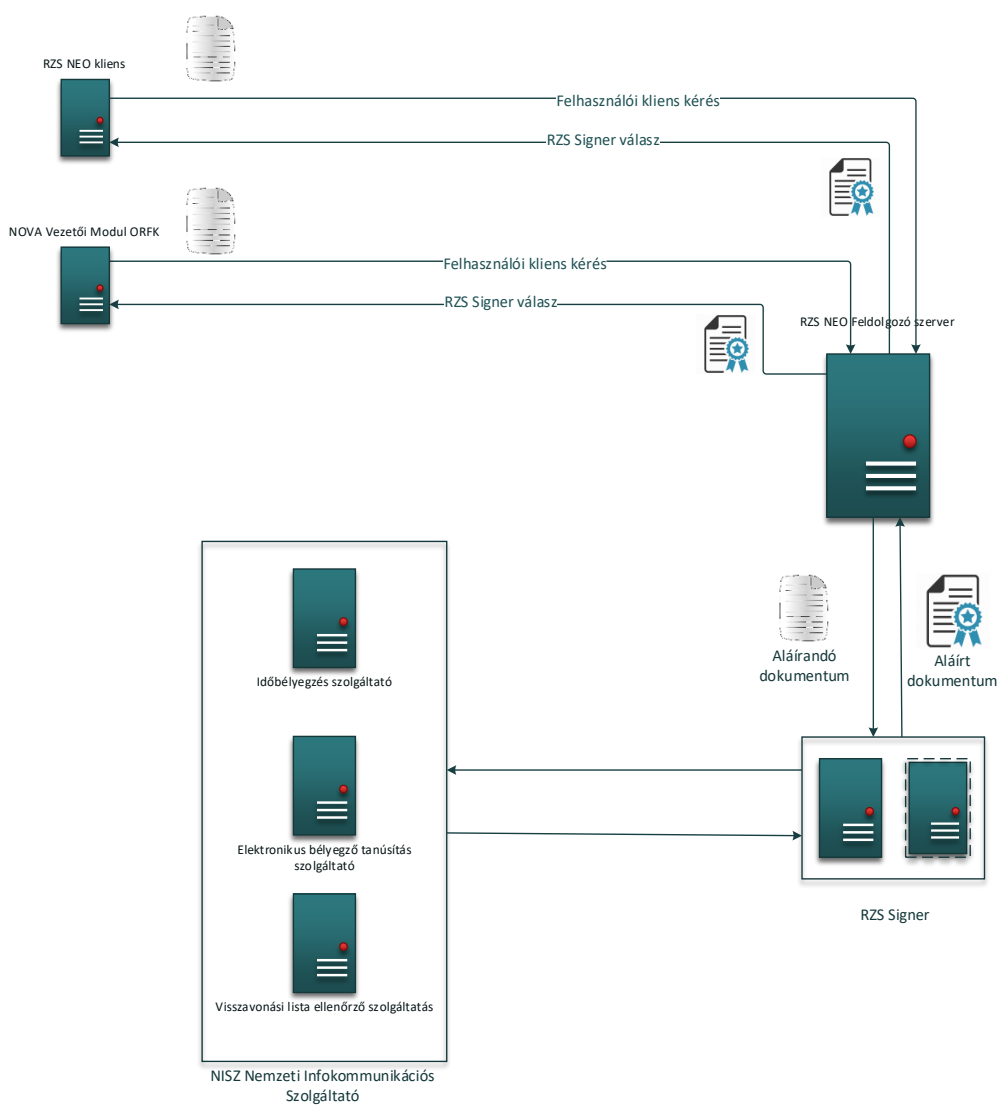 RZS NEO kliens
Felhasználói kliens kérés
RZS Signer válasz
NOVA Vezetői Modul ORFK
Felhasználói kliens kérés
RZS Signer válasz
RZS NEO Feldolgozó szerver
Aláírandó
dokumentum
Aláírt
dokumentum
Időbélyegzés szolgáltató
Elektronikus bélyegző tanúsítás
szolgáltató
Visszavonási lista ellenőrző szolgáltatás
RZS Signer
NISZ Nemzeti Infokommunikációs
Szolgáltató